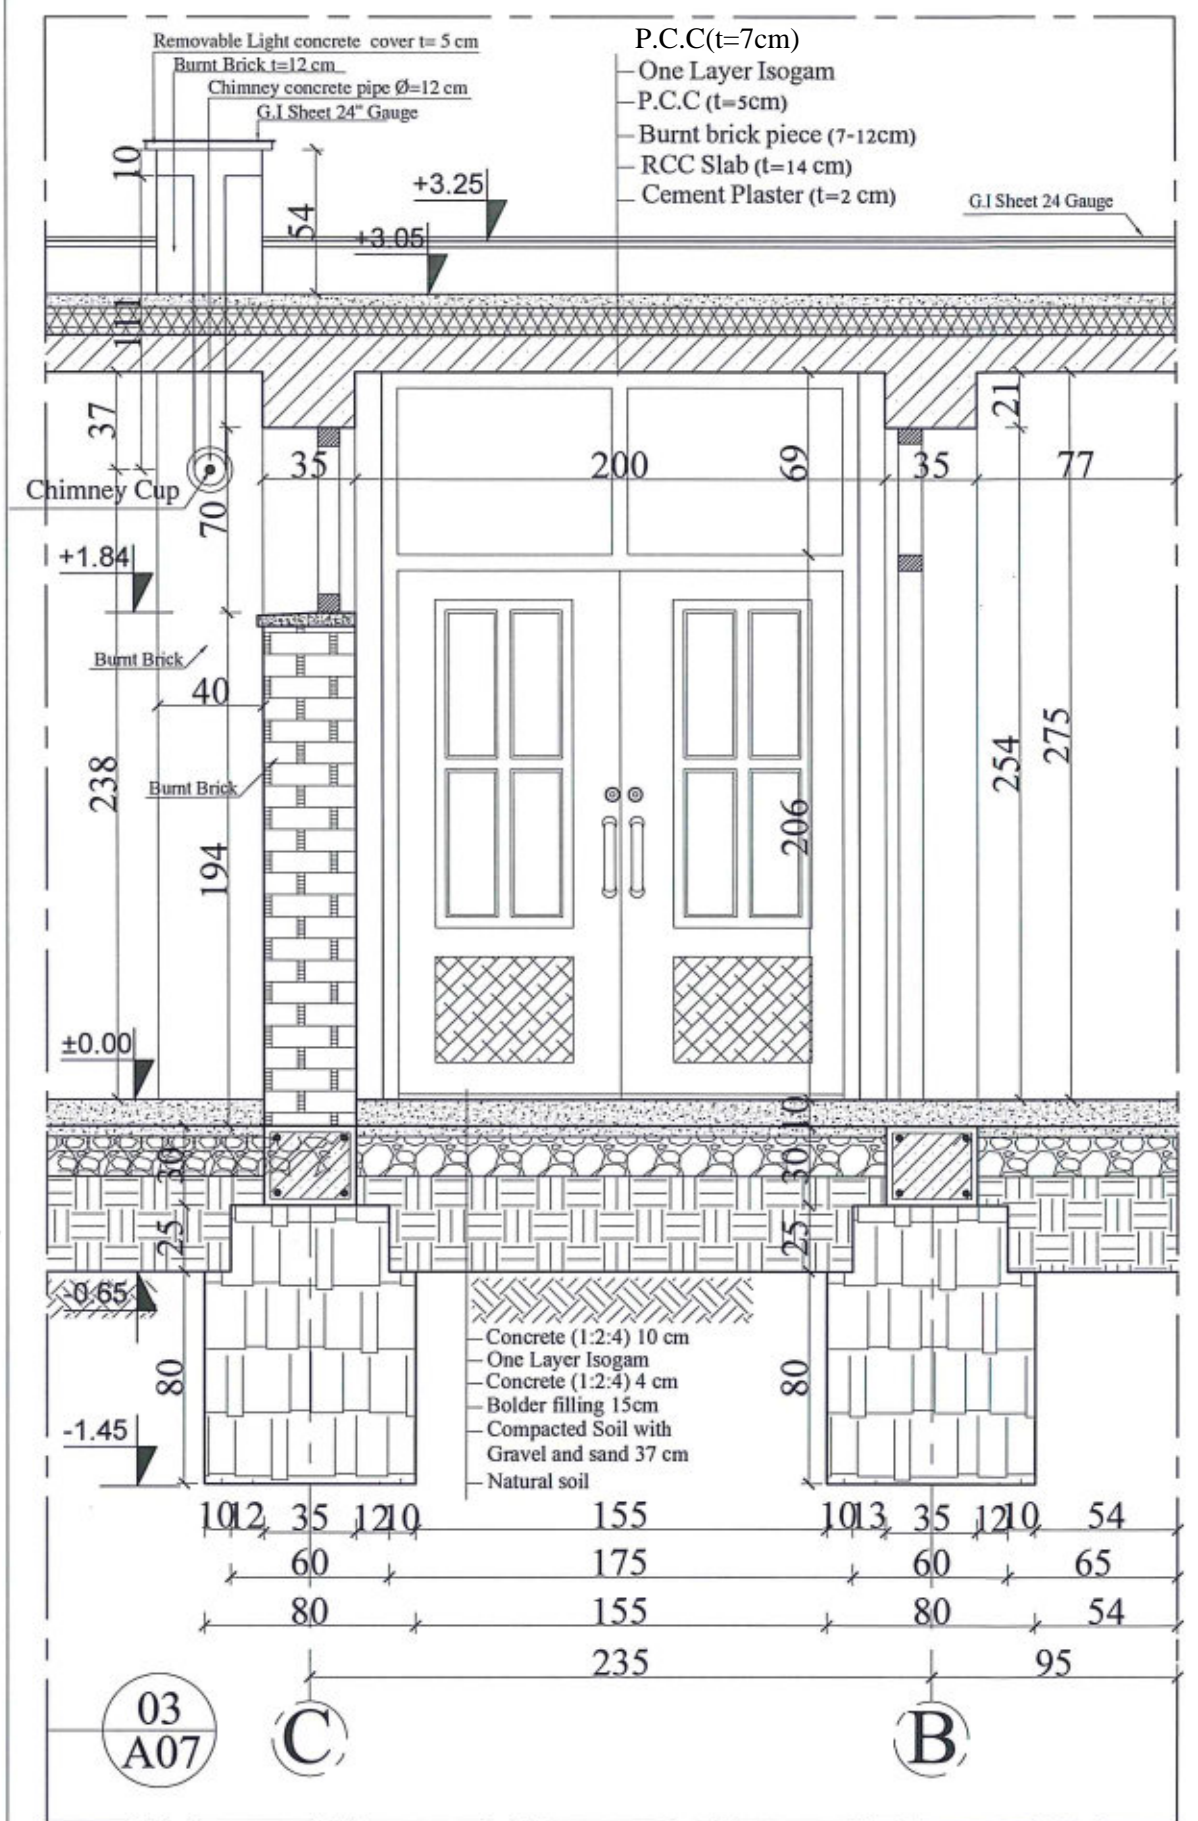 Removable Light concrete cover t= 5 cm
Burnt Brick t=12 cm
Chimney concrete pipe Ø=12 cm
G.I Sheet 24" Gauge
P.C.C(t=7cm)
One Layer Isogam
P.C.C (t=5cm)
Burnt brick piece (7-12cm)
RCC Slab (t=14 cm)
Cement Plaster (t=2 cm)
G.I Sheet 24 Gauge
10
54
+3.25
+3.05
111
37
21
35
200
69
35
77
Chimney Cup
70
+1.84
Burnt Brick
40
238
Burnt Brick
194
206
254
275
±0.00
10
30
30
25
25
-0.65
80
80
-1.45
Concrete (1:2:4) 10 cm
One Layer Isogam
Concrete (1:2:4) 4 cm
Bolder filling 15cm
Compacted Soil with
Gravel and sand 37 cm
Natural soil
10 12 35 12 10 155 10 13 35 12 10 54
60 175 60 65
80 155 80 54
235 95
03
A07
C
B